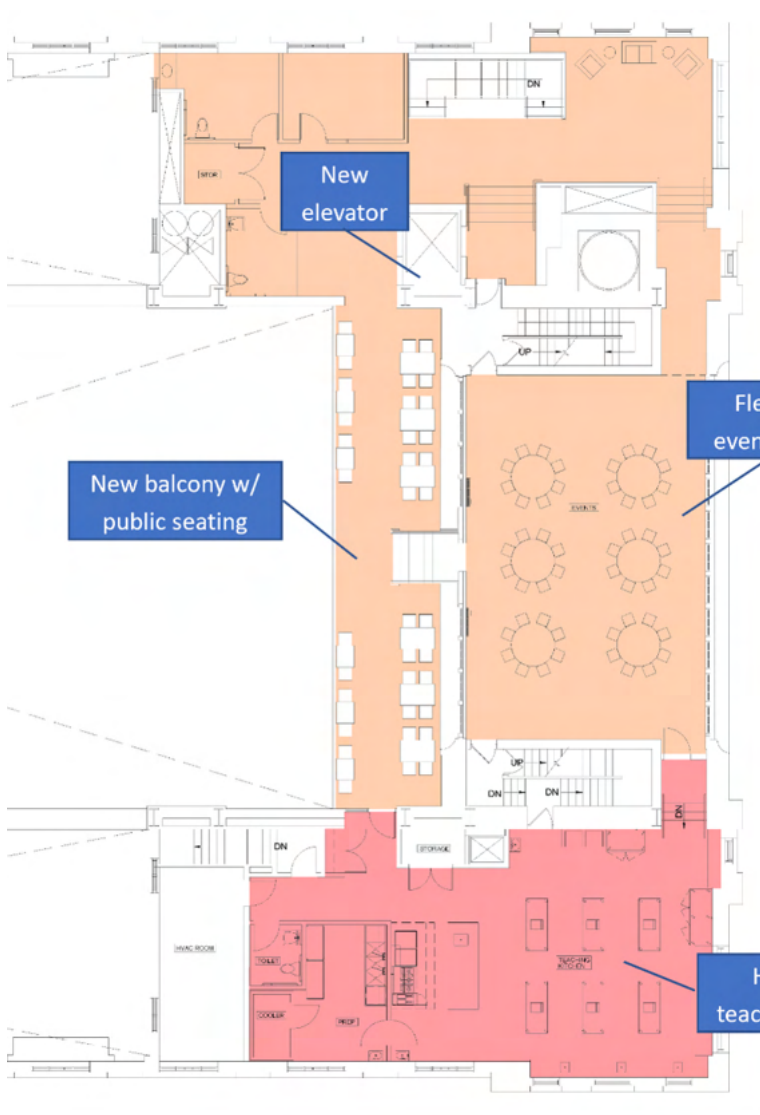 DN
STOR
New
elevator
UP
Fle
even
EVENTS
New balcony w/
public seating
UP
DN
DN
DN
DN
STORAGE
HVAC ROOM
TOILET
TEACHING
KITCHEN
COOLER
PREP
H
teac